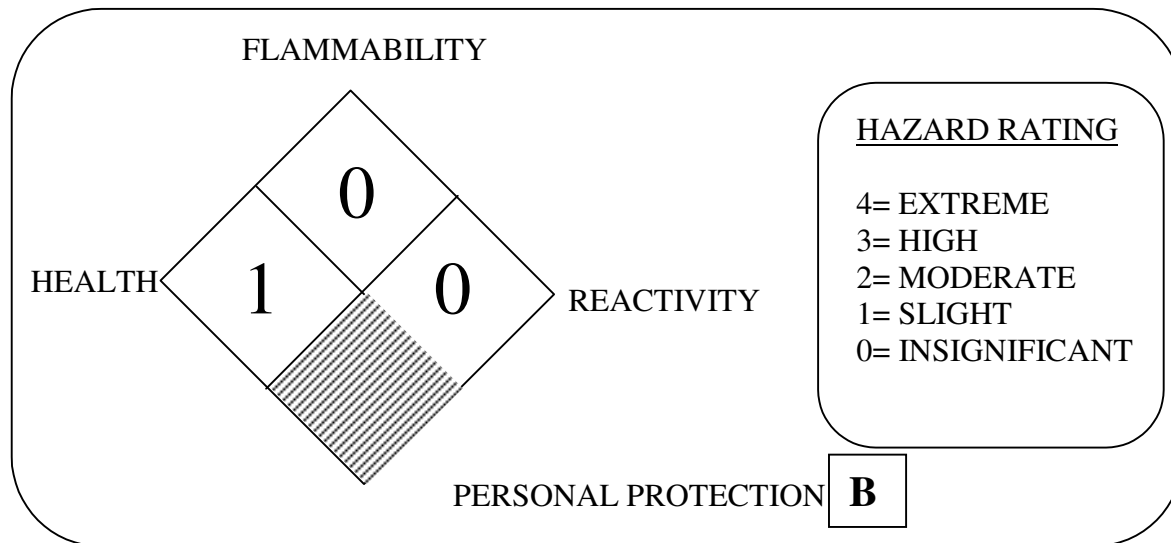 FLAMMABILITY
0
HEALTH
1
0
REACTIVITY
HAZARD RATING
4= EXTREME
3= HIGH
2= MODERATE
1= SLIGHT
0= INSIGNIFICANT
PERSONAL PROTECTION B